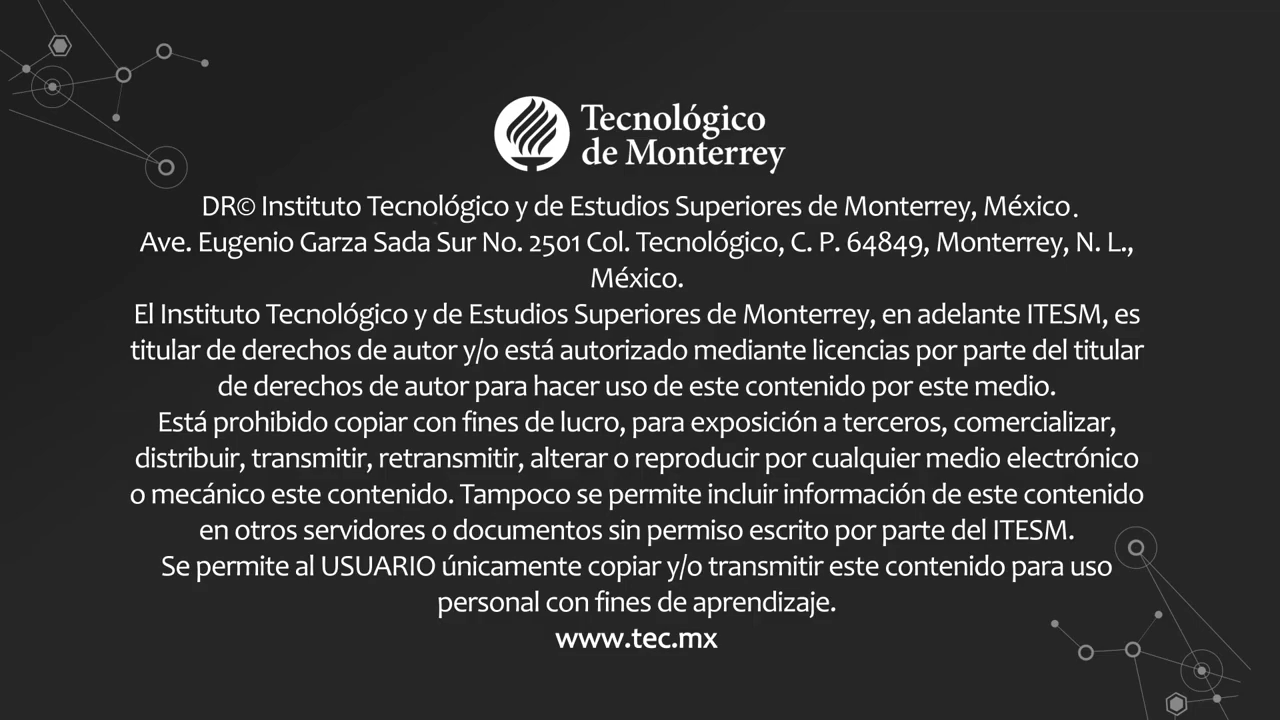 Tecnológico
de Monterrey
DR© Instituto Tecnológico y de Estudios Superiores de Monterrey, México.
Ave. Eugenio Garza Sada Sur No. 2501 Col. Tecnológico, C. P. 64849, Monterrey, N. L.,
México.
El Instituto Tecnológico y de Estudios Superiores de Monterrey, en adelante ITESM, es
titular de derechos de autor y/o está autorizado mediante licencias por parte del titular
de derechos de autor para hacer uso de este contenido por este medio.
Está prohibido copiar con fines de lucro, para exposición a terceros, comercializar,
distribuir, transmitir, retransmitir, alterar o reproducir por cualquier medio electrónico
o mecánico este contenido. Tampoco se permite incluir información de este contenido
en otros servidores o documentos sin permiso escrito por parte del ITESM.
Se permite al USUARIO únicamente copiar y/o transmitir este contenido para uso
personal con fines de aprendizaje.
www.tec.mx